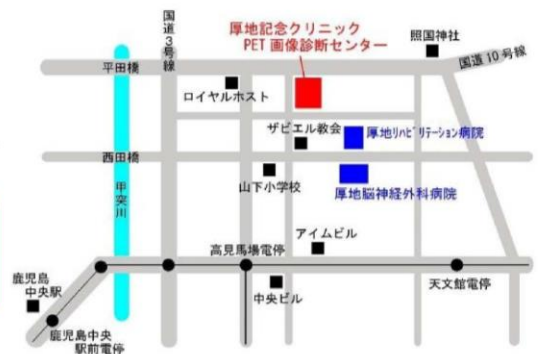 国道3号線
厚地記念クリニック
PET 画像診断センター
照国神社
国道10号線
平田橋
ロイヤルホスト
ザビエル教会
厚地ﾘﾊﾋﾞﾘﾃｰｼｮﾝ病院
西田橋
甲突川
山下小学校
厚地脳神経外科病院
アイムビル
高見馬場電停
鹿児島
中央駅
中央ビル
天文館電停
鹿児島中央
駅前電停